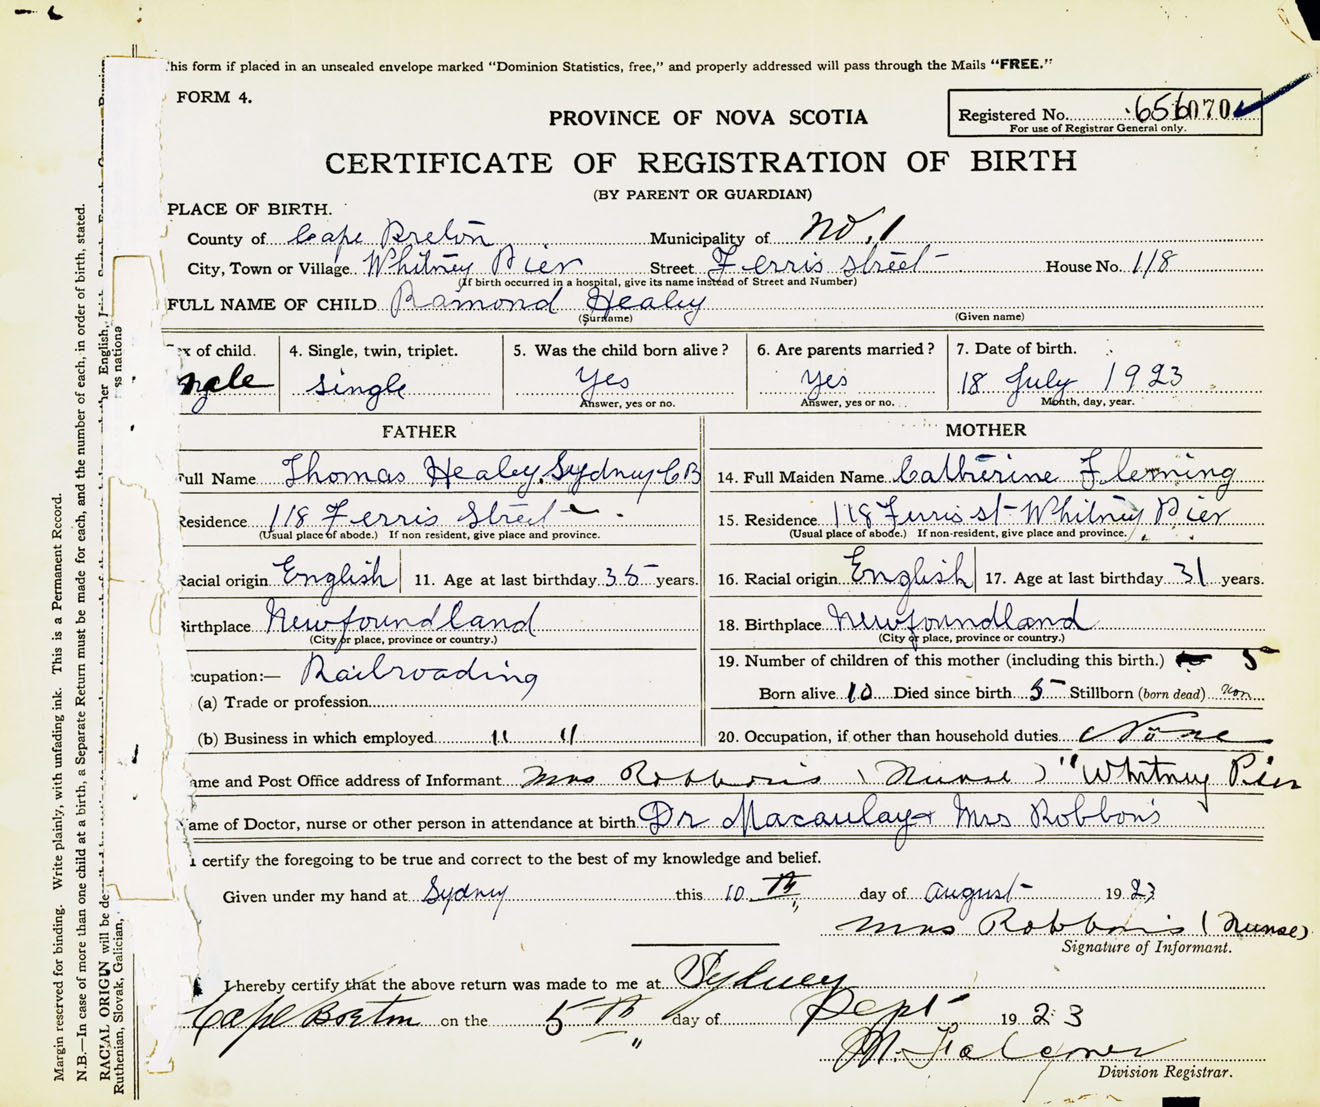 This form if placed in an unsealed envelope marked "Dominion Statistics, free," and properly addressed will pass through the Mails "FREE."
FORM 4.
PROVINCE OF NOVA SCOTIA
Registered No. 070
For use of Registrar General only.
CERTIFICATE OF REGISTRATION OF BIRTH
(BY PARENT OR GUARDIAN)
PLACE OF BIRTH.
County of Cape Breton Municipality of No. 1
City, Town or Village Whitney Pier Street Ferris Street House No. 118
(If birth occurred in a hospital, give its name instead of Street and Number)
FULL NAME OF CHILD Ramond Healey
(Surname) (Given name)
Sex of child. 4. Single, twin, triplet. 5. Was the child born alive? 6. Are parents married? 7. Date of birth.
male single Yes Yes 18 July 1923
Answer, yes or no. Answer, yes or no. Month, day, year.
FATHER MOTHER
Full Name Thomas Healey. Sydney CB 14. Full Maiden Name Catherine Fleming
Residence 118 Ferris Street 15. Residence 118 Ferris st Whitney Pier
(Usual place of abode.) If non resident, give place and province. (Usual place of abode.) If non-resident, give place and province.
Racial origin English 11. Age at last birthday 35 years. 16. Racial origin English 17. Age at last birthday 31 years.
Birthplace Newfoundland 18. Birthplace Newfoundland
(City or place, province or country.) (City or place, province or country.)
ccupation:— Railroading 19. Number of children of this mother (including this birth.) 5
(a) Trade or profession Born alive 10 Died since birth 5 Stillborn (born dead) non
(b) Business in which employed " " 20. Occupation, if other than household duties None
ame and Post Office address of Informant Mrs Robbons (Nurse) "Whitney Pier
ame of Doctor, nurse or other person in attendance at birth Dr Macaulay + Mrs Robbons
I certify the foregoing to be true and correct to the best of my knowledge and belief.
Given under my hand at Sydney this 10th day of August 1923
Mrs Robbons (Nurse)
Signature of Informant.
I hereby certify that the above return was made to me at Sydney
Cape Breton on the 5th day of Sept 1923
Division Registrar.
Margin reserved for binding. Write plainly, with unfading ink. This is a Permanent Record.
N.B.—In case of more than one child at a birth, a Separate Return must be made for each, and the number of each, in order of birth, stated.
RACIAL ORIGIN will be
Ruthenian, Slovak, Galician,